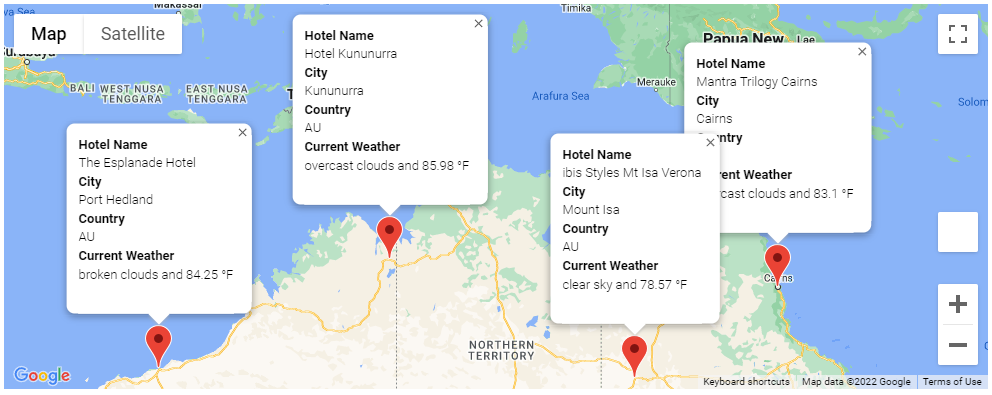 Map
Satellite
Makassar
Surabaya
BALI
WEST NUSA
TENGGARA
EAST NUSA
TENGGARA
Timika
Papua New
Lae
Merauke
Arafura Sea
Solom
Hotel Name
Hotel Kununurra
City
Kununurra
Country
AU
Current Weather
overcast clouds and 85.98 °F
Hotel Name
Mantra Trilogy Cairns
City
Cairns
Country
rrent Weather
rcast clouds and 83.1 °F
Hotel Name
The Esplanade Hotel
City
Port Hedland
Country
AU
Current Weather
broken clouds and 84.25 °F
Hotel Name
ibis Styles Mt Isa Verona
City
Mount Isa
Country
AU
Current Weather
clear sky and 78.57 °F
Cairns
NORTHERN
TERRITORY
Google
Keyboard shortcuts
Map data ©2022 Google
Terms of Use